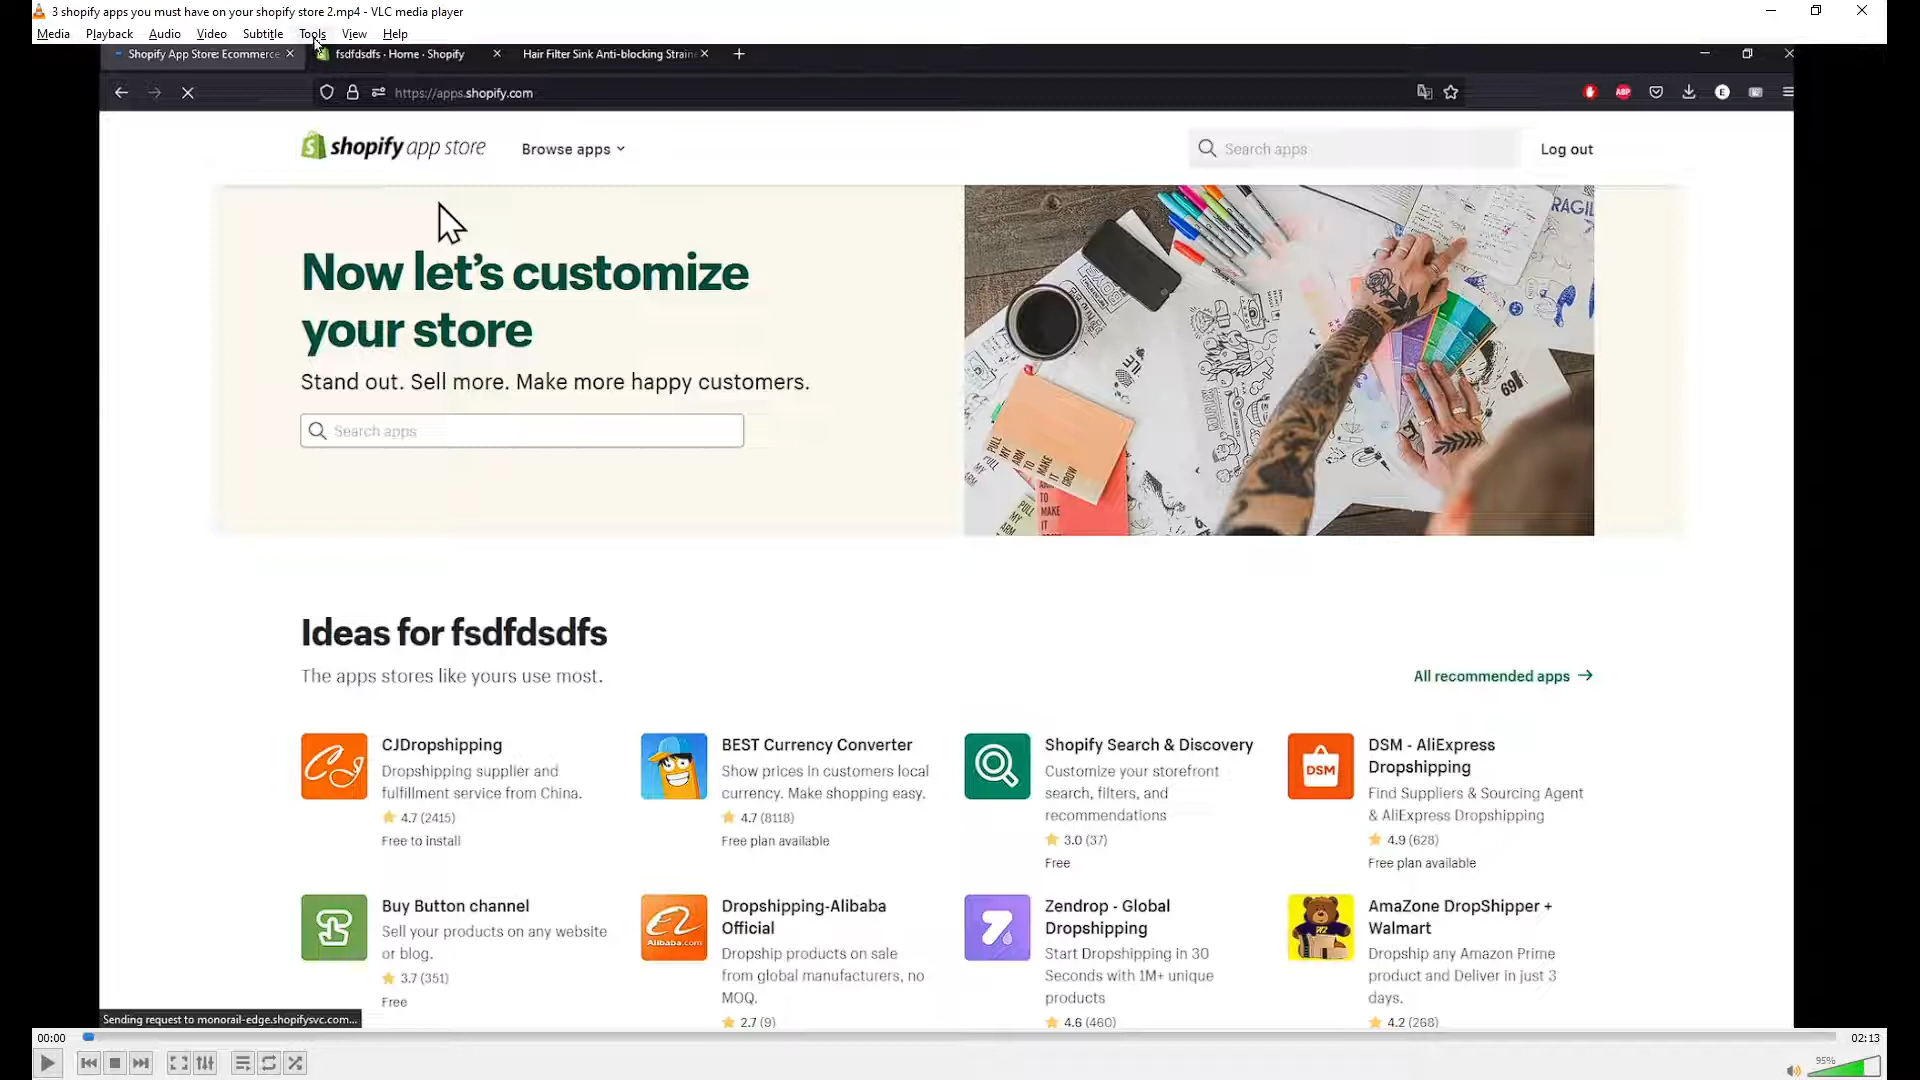 3 shopify apps you must have on your shopify store 2.mp4 - VLC media player
Media Playback Audio Video Subtitle Tools View Help
Shopify App Store: Ecommerce fsdfdsdfs · Home · Shopify Hair Filter Sink Anti-blocking Straine
https://apps.shopify.com ABP E
shopify app store Browse apps Search apps Log out
Now let's customize
your store
Stand out. Sell more. Make more happy customers.
Search apps
Ideas for fsdfdsdfs
The apps stores like yours use most. All recommended apps →
CJDropshipping
Dropshipping supplier and
fulfillment service from China.
4.7 (2415)
Free to install
BEST Currency Converter
Show prices in customers local
currency. Make shopping easy.
4.7 (8118)
Free plan available
Shopify Search & Discovery
Customize your storefront
search, filters, and
recommendations
3.0 (37)
Free
DSM
DSM - AliExpress
Dropshipping
Find Suppliers & Sourcing Agent
& AliExpress Dropshipping
4.9 (628)
Free plan available
Buy Button channel
Sell your products on any website
or blog.
3.7 (351)
Free
Alibaba.com
Dropshipping-Alibaba
Official
Dropship products on sale
from global manufacturers, no
MOQ.
2.7 (9)
Zendrop - Global
Dropshipping
Start Dropshipping in 30
Seconds with 1M+ unique
products
4.6 (460)
AmaZone DropShipper +
Walmart
Dropship any Amazon Prime
product and Deliver in just 3
days.
4.2 (268)
Sending request to monorail-edge.shopifysvc.com...
00:00 02:13
95%